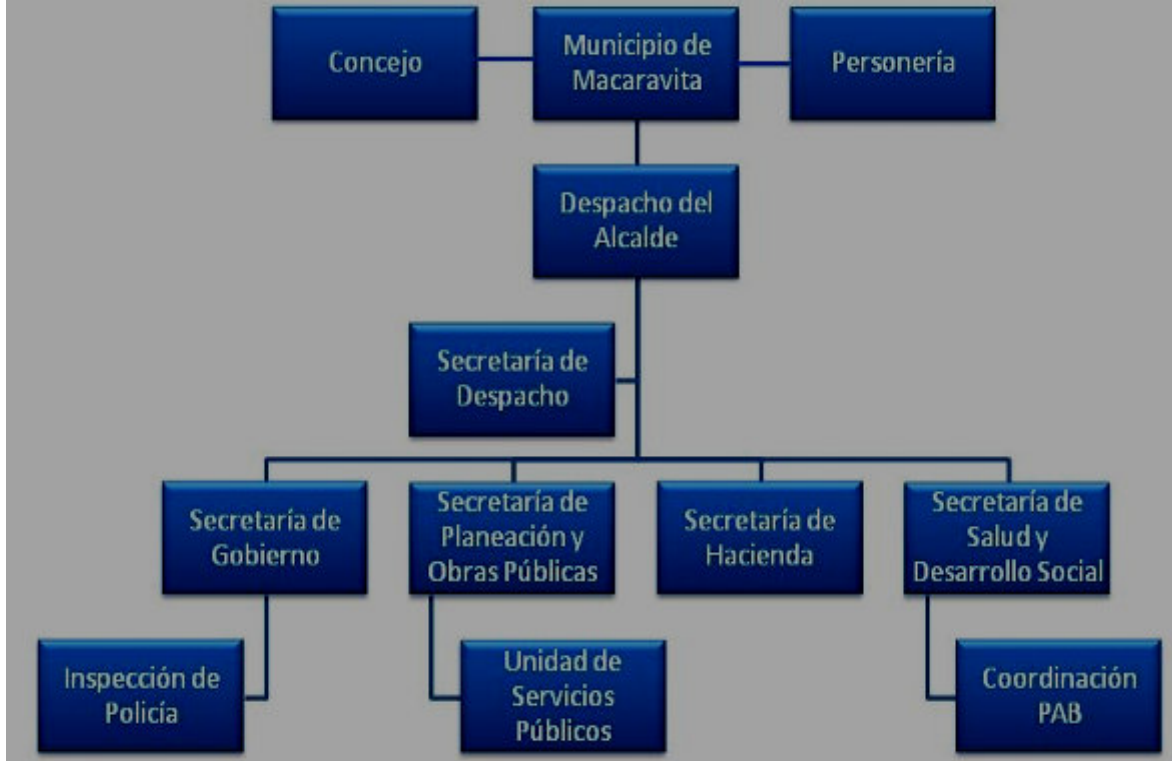 Concejo
Municipio de
Macaravita
Personería
Despacho del
Alcalde
Secretaría de
Despacho
Secretaría de
Gobierno
Secretaría de
Planeación y
Obras Públicas
Secretaría de
Hacienda
Secretaría de
Salud y
Desarrollo Social
Inspección de
Policía
Unidad de
Servicios
Públicos
Coordinación
PAB